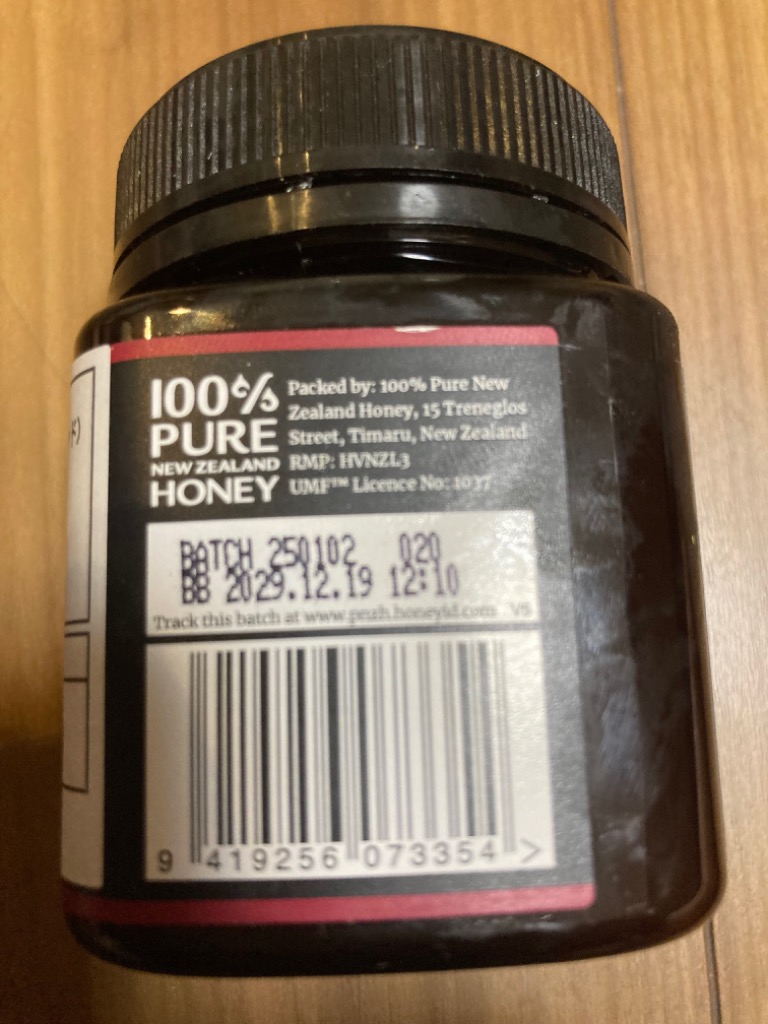 100%
PURE
NEW ZEALAND
HONEY
Packed by: 100% Pure New
Zealand Honey, 15 Treneglos
Street, Timaru, New Zealand
RMP: HVNZL3
UMF™ Licence No: 1037
BATCH 250102 020
BB 2029.12.19 12:10
Track this batch at www.pnzh.honeyid.com V5
9 419256 073354 >